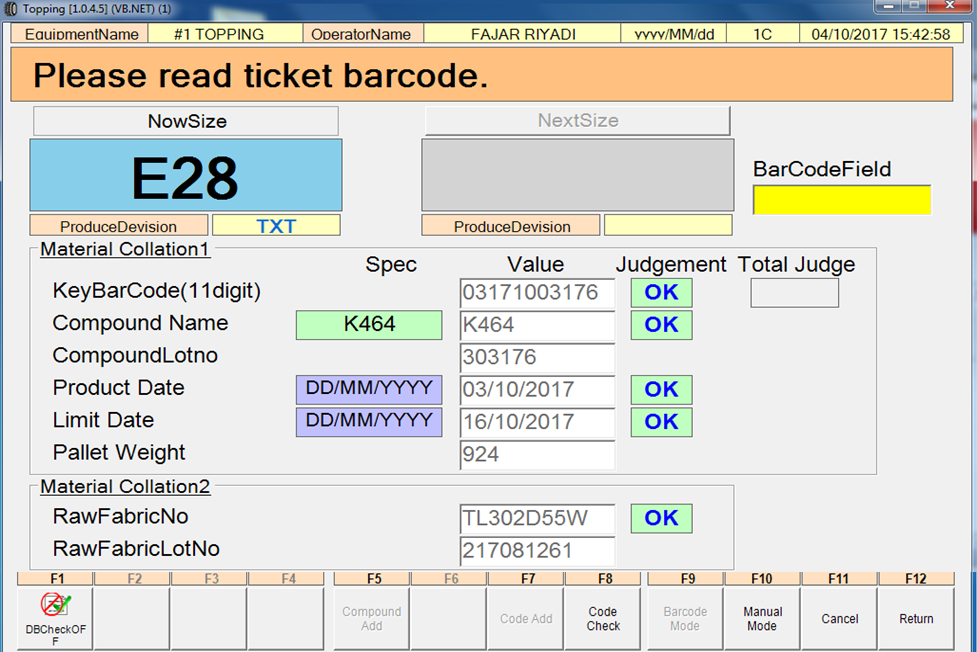 Topping [1.0.4.5] (VB.NET) (1)
EquipmentName #1 TOPPING OperatorName FAJAR RIYADI yyyy/MM/dd 1C 04/10/2017 15:42:58
Please read ticket barcode.
NowSize NextSize
E28
BarCodeField
ProduceDevision TXT ProduceDevision
Material Collation1
Spec Value Judgement Total Judge
KeyBarCode(11digit) 03171003176 OK
Compound Name K464 K464 OK
CompoundLotno 303176
Product Date DD/MM/YYYY 03/10/2017 OK
Limit Date DD/MM/YYYY 16/10/2017 OK
Pallet Weight 924
Material Collation2
RawFabricNo TL302D55W OK
RawFabricLotNo 217081261
F1 F2 F3 F4 F5 F6 F7 F8 F9 F10 F11 F12
DBCheckOF
F
Compound
Add
Code Add
Code
Check
Barcode
Mode
Manual
Mode
Cancel
Return